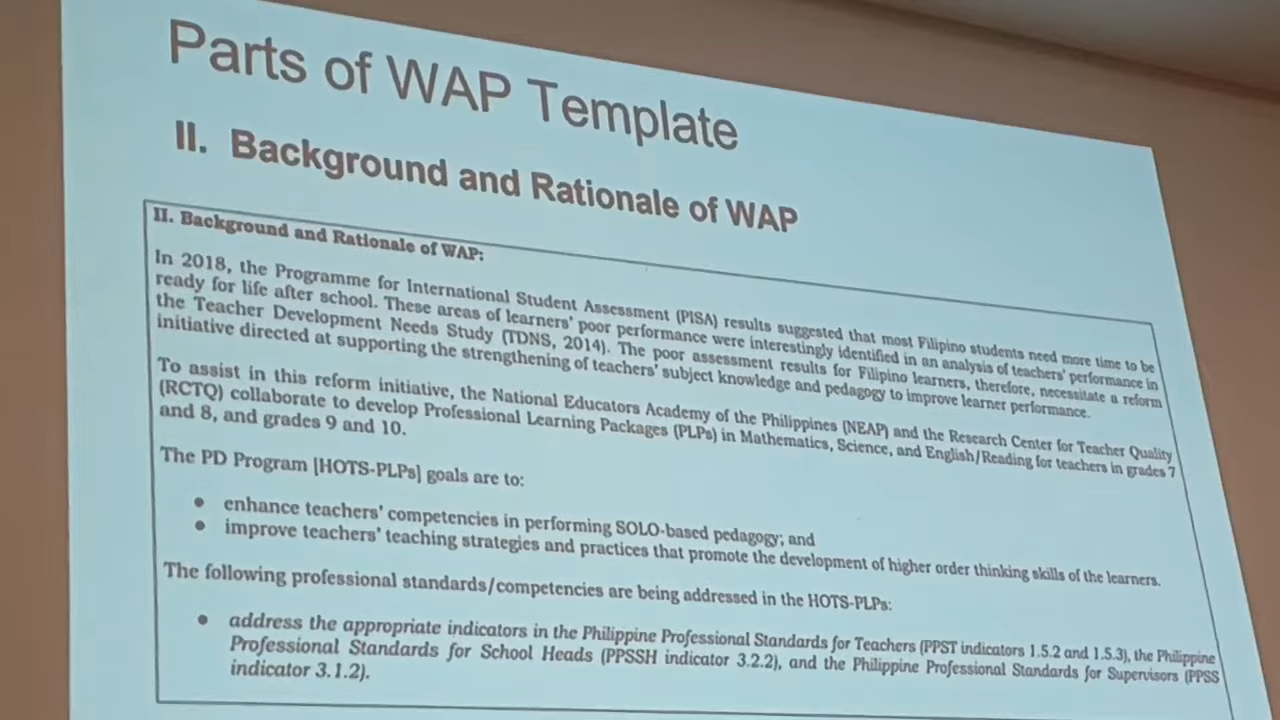 Parts of WAP Template
II. Background and Rationale of WAP
II. Background and Rationale of WAP:
In 2018, the Programme for International Student Assessment (PISA) results suggested that most Filipino students need more time to be
ready for life after school. These areas of learners' poor performance were interestingly identified in an analysis of teachers' performance in
the Teacher Development Needs Study (TDNS, 2014). The poor assessment results for Filipino learners, therefore, necessitate a reform
initiative directed at supporting the strengthening of teachers' subject knowledge and pedagogy to improve learner performance.
To assist in this reform initiative, the National Educators Academy of the Philippines (NEAP) and the Research Center for Teacher Quality
(RCTQ) collaborate to develop Professional Learning Packages (PLPs) in Mathematics, Science, and English/Reading for teachers in grades 7
and 8, and grades 9 and 10.
The PD Program [HOTS-PLPs] goals are to:
• enhance teachers' competencies in performing SOLO-based pedagogy; and
• improve teachers' teaching strategies and practices that promote the development of higher order thinking skills of the learners.
The following professional standards/competencies are being addressed in the HOTS-PLPs:
• address the appropriate indicators in the Philippine Professional Standards for Teachers (PPST indicators 1.5.2 and 1.5.3), the Philippine
Professional Standards for School Heads (PPSSH indicator 3.2.2), and the Philippine Professional Standards for Supervisors (PPSS
indicator 3.1.2).